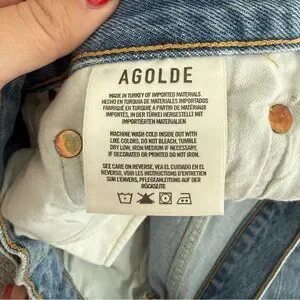 AGOLDE
MADE IN TURKEY OF IMPORTED MATERIALS
HECHO EN TURQUIA DE MATERIALES IMPORTADOS
FABRIQUÉ EN TURQUIE À PARTIR DE MATÉRIAUX
IMPORTÉS, IN DER TÜRKEI HERGESTELLT MIT
IMPORTIERTEN MATERIALIEN
MACHINE WASH COLD INSIDE OUT WITH
LIKE COLORS, DO NOT BLEACH, TUMBLE
DRY LOW, IRON MEDIUM IF NECESSARY.
IF DECORATED OR PRINTED DO NOT IRON.
SEE CARE ON REVERSE, VEA EL CUIDADO EN EL
REVERSO, VOIR LES INSTRUCTIONS D'ENTRETIEN
SUR L'ENVERS, PFLEGEANLEITUNG AUF DER
RÜCKSEITE